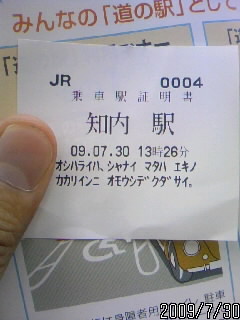 みんなの「道の駅」として
JR 0004
乗車駅証明書
知内 駅
09.07.30 13時26分
オシハライハ、シャナイ マタハ エキノ
カカリインニ オモウシデクダサイ。
2009/7/30